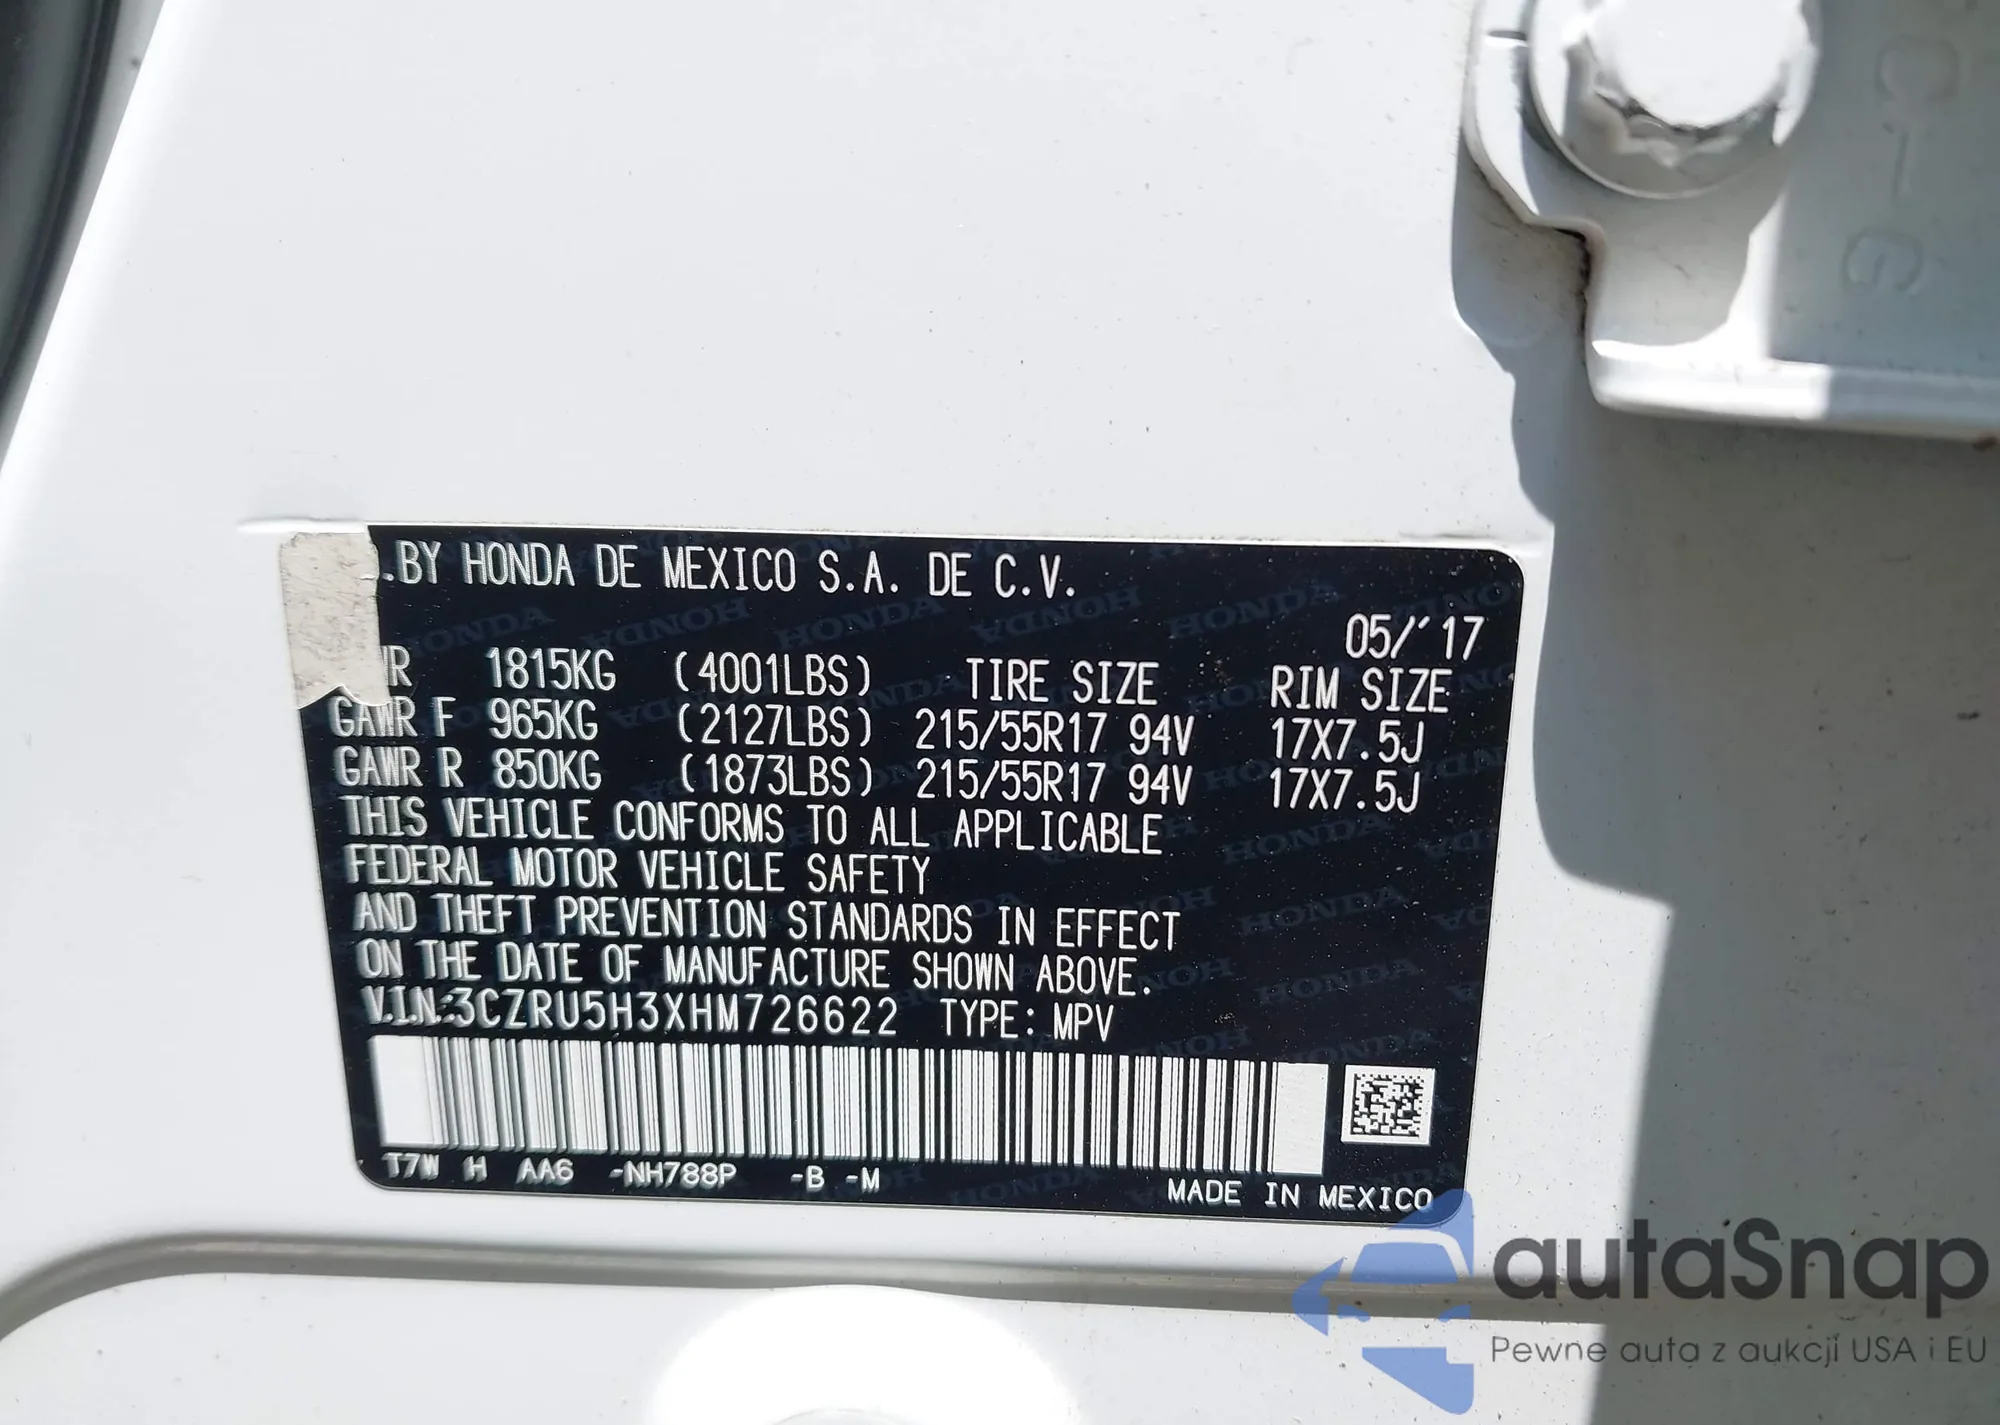 .BY HONDA DE MEXICO S.A. DE C.V.
05/'17
WR 1815KG (4001LBS) TIRE SIZE RIM SIZE
GAWR F 965KG (2127LBS) 215/55R17 94V 17X7.5J
GAWR R 850KG (1873LBS) 215/55R17 94V 17X7.5J
THIS VEHICLE CONFORMS TO ALL APPLICABLE
FEDERAL MOTOR VEHICLE SAFETY
AND THEFT PREVENTION STANDARDS IN EFFECT
ON THE DATE OF MANUFACTURE SHOWN ABOVE.
V.I.N.:3CZRU5H3XHM726622 TYPE: MPV
T7W H AA6 -NH788P -B -M
MADE IN MEXICO
C-G
autoSnap
Pewne auta z aukcji USA i EU